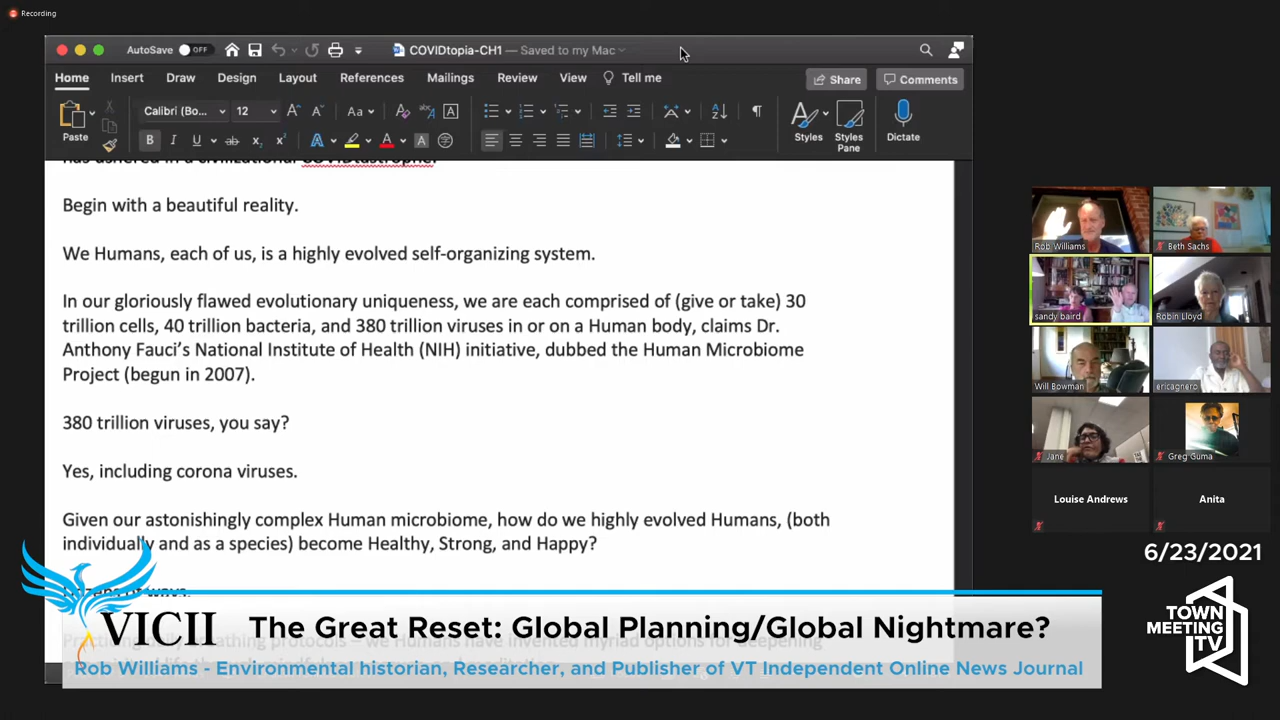 Recording
AutoSave OFF
COVIDtopia-CH1 — Saved to my Mac
Home Insert Draw Design Layout References Mailings Review View Tell me
Share Comments
Paste
Calibri (Bo... 12
Styles Styles Pane Dictate
has ushered in a civilizational COVIDtastrophe.
Begin with a beautiful reality.
We Humans, each of us, is a highly evolved self-organizing system.
In our gloriously flawed evolutionary uniqueness, we are each comprised of (give or take) 30
trillion cells, 40 trillion bacteria, and 380 trillion viruses in or on a Human body, claims Dr.
Anthony Fauci’s National Institute of Health (NIH) initiative, dubbed the Human Microbiome
Project (begun in 2007).
380 trillion viruses, you say?
Yes, including corona viruses.
Given our astonishingly complex Human microbiome, how do we highly evolved Humans, (both
individually and as a species) become Healthy, Strong, and Happy?
Dozens of ways.
Rob Williams
Beth Sachs
sandy baird
Robin Lloyd
Will Bowman
ericagnero
Jane
Greg Guma
Louise Andrews
Anita
6/23/2021
TOWN
MEETING
TV
VICII
The Great Reset: Global Planning/Global Nightmare?
Rob Williams - Environmental historian, Researcher, and Publisher of VT Independent Online News Journal